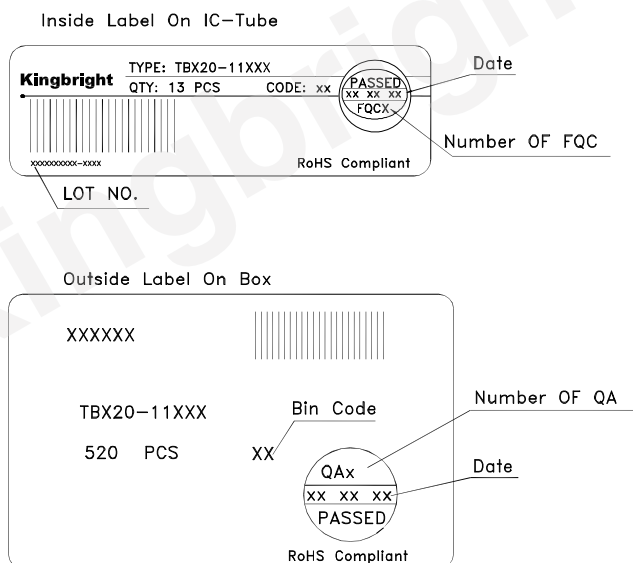 Inside Label On IC-Tube
Kingbright
TYPE: TBX20-11XXX
QTY: 13 PCS CODE: xx
PASSED
xx xx xx
FQCX
Date
Number OF FQC
xxxxxxxxxx-xxxx
RoHS Compliant
LOT NO.
Outside Label On Box
XXXXXX
TBX20-11XXX
Bin Code
Number OF QA
520 PCS XX
QAx
Date
xx xx xx
PASSED
RoHS Compliant
kingbright